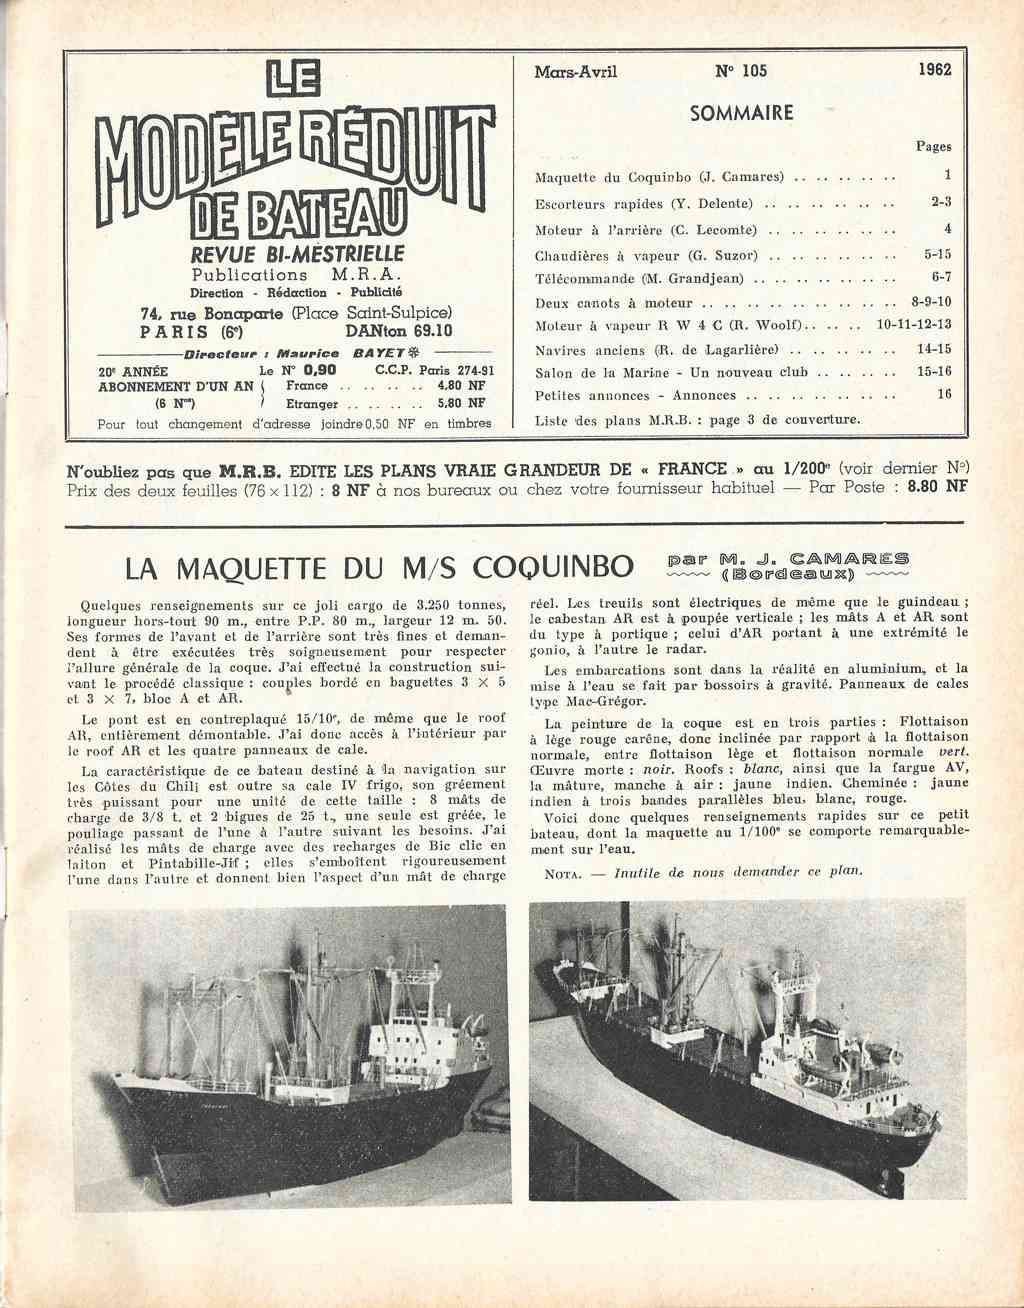 LE
MODÈLE RÉDUIT
DE BATEAU
REVUE BI-MESTRIELLE
Publications M.R.A.
Direction - Rédaction - Publicité
74, rue Bonaparte (Place Saint-Sulpice)
PARIS (6e) DANton 69.10
Directeur : Maurice BAYET
20e ANNÉE Le N° 0,90 C.C.P. Paris 274-91
ABONNEMENT D'UN AN { France .. .. .. .. 4,80 NF
(6 Nos) Etranger .. .. .. .. 5,80 NF
Pour tout changement d'adresse joindre 0,50 NF en timbres
Mars-Avril N° 105 1962
SOMMAIRE
Pages
Maquette du Coquinbo (J. Camares) .. .. .. .. .. 1
Escorteurs rapides (Y. Delente) .. .. .. .. .. .. 2-3
Moteur à l'arrière (C. Lecomte) .. .. .. .. .. .. 4
Chaudières à vapeur (G. Suzor) .. .. .. .. .. .. 5-15
Télécommande (M. Grandjean) .. .. .. .. .. .. .. 6-7
Deux canots à moteur .. .. .. .. .. .. .. .. .. 8-9-10
Moteur à vapeur R W 4 C (R. Woolf).. .. .. .. 10-11-12-13
Navires anciens (R. de Lagarlière) .. .. .. .. .. 14-15
Salon de la Marine - Un nouveau club .. .. .. .. 15-16
Petites annonces - Annonces .. .. .. .. .. .. .. 16
Liste des plans M.R.B. : page 3 de couverture.
N'oubliez pas que M.R.B. EDITE LES PLANS VRAIE GRANDEUR DE « FRANCE » au 1/200e (voir dernier N°)
Prix des deux feuilles (76 × 112) : 8 NF à nos bureaux ou chez votre fournisseur habituel — Par Poste : 8.80 NF
LA MAQUETTE DU M/S COQUINBO par M. J. CAMARES
(Bordeaux)
Quelques renseignements sur ce joli cargo de 3.250 tonnes,
longueur hors-tout 90 m., entre P.P. 80 m., largeur 12 m. 50.
Ses formes de l'avant et de l'arrière sont très fines et deman-
dent à être exécutées très soigneusement pour respecter
l'allure générale de la coque. J'ai effectué la construction sui-
vant le procédé classique : couples bordé en baguettes 3 × 5
et 3 × 7, bloc A et AR.
Le pont est en contreplaqué 15/10e, de même que le roof
AR, entièrement démontable. J'ai donc accès à l'intérieur par
le roof AR et les quatre panneaux de cale.
La caractéristique de ce bateau destiné à la navigation sur
les Côtes du Chili est outre sa cale IV frigo, son gréement
très puissant pour une unité de cette taille : 8 mâts de
charge de 3/8 t. et 2 bigues de 25 t., une seule est gréée, le
pouliage passant de l'une à l'autre suivant les besoins. J'ai
réalisé les mâts de charge avec des recharges de Bic clic en
laiton et Pintabille-Jif ; elles s'emboîtent rigoureusement
l'une dans l'autre et donnent bien l'aspect d'un mât de charge
réel. Les treuils sont électriques de même que le guindeau ;
le cabestan AR est à poupée verticale ; les mâts A et AR sont
du type à portique ; celui d'AR portant à une extrémité le
gonio, à l'autre le radar.
Les embarcations sont dans la réalité en aluminium, et la
mise à l'eau se fait par bossoirs à gravité. Panneaux de cales
type Mac-Grégor.
La peinture de la coque est en trois parties : Flottaison
à lège rouge carène, donc inclinée par rapport à la flottaison
normale, entre flottaison lège et flottaison normale vert.
Œuvre morte : noir. Roofs : blanc, ainsi que la fargue AV,
la mâture, manche à air : jaune indien. Cheminée : jaune
indien à trois bandes parallèles bleu, blanc, rouge.
Voici donc quelques renseignements rapides sur ce petit
bateau, dont la maquette au 1/100e se comporte remarquable-
ment sur l'eau.
NOTA. — Inutile de nous demander ce plan.